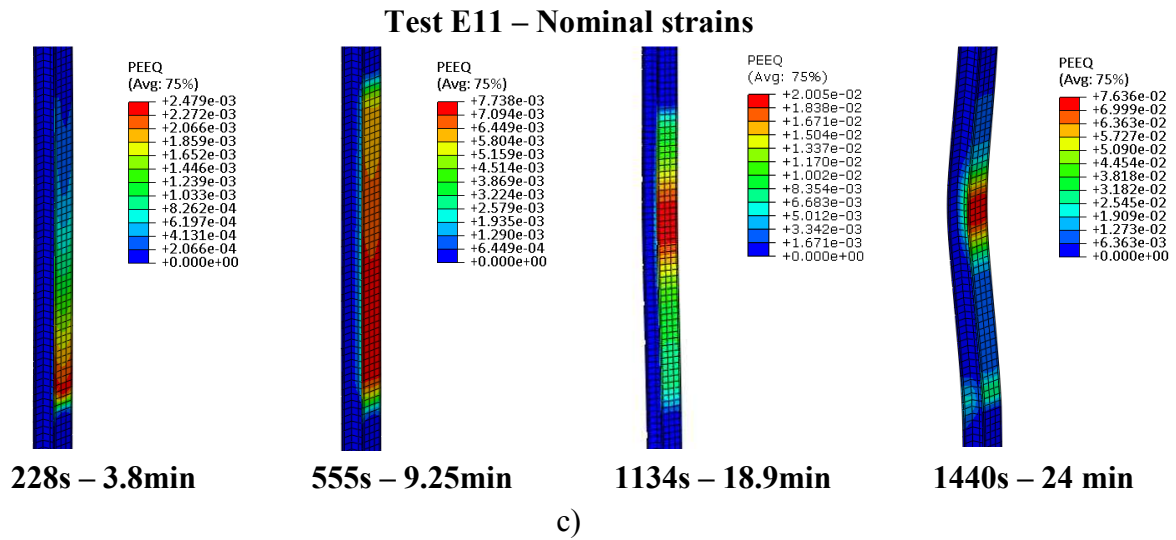 Test E11 – Nominal strains
PEEQ
(Avg: 75%)
+2.479e-03
+2.272e-03
+2.066e-03
+1.859e-03
+1.652e-03
+1.446e-03
+1.239e-03
+1.033e-03
+8.262e-04
+6.197e-04
+4.131e-04
+2.066e-04
+0.000e+00
PEEQ
(Avg: 75%)
+7.738e-03
+7.094e-03
+6.449e-03
+5.804e-03
+5.159e-03
+4.514e-03
+3.869e-03
+3.224e-03
+2.579e-03
+1.935e-03
+1.290e-03
+6.449e-04
+0.000e+00
PEEQ
(Avg: 75%)
+2.005e-02
+1.838e-02
+1.671e-02
+1.504e-02
+1.337e-02
+1.170e-02
+1.002e-02
+8.354e-03
+6.683e-03
+5.012e-03
+3.342e-03
+1.671e-03
+0.000e+00
PEEQ
(Avg: 75%)
+7.636e-02
+6.999e-02
+6.363e-02
+5.727e-02
+5.090e-02
+4.454e-02
+3.818e-02
+3.182e-02
+2.545e-02
+1.909e-02
+1.273e-02
+6.363e-03
+0.000e+00
228s – 3.8min
555s – 9.25min
1134s – 18.9min
1440s – 24 min
c)